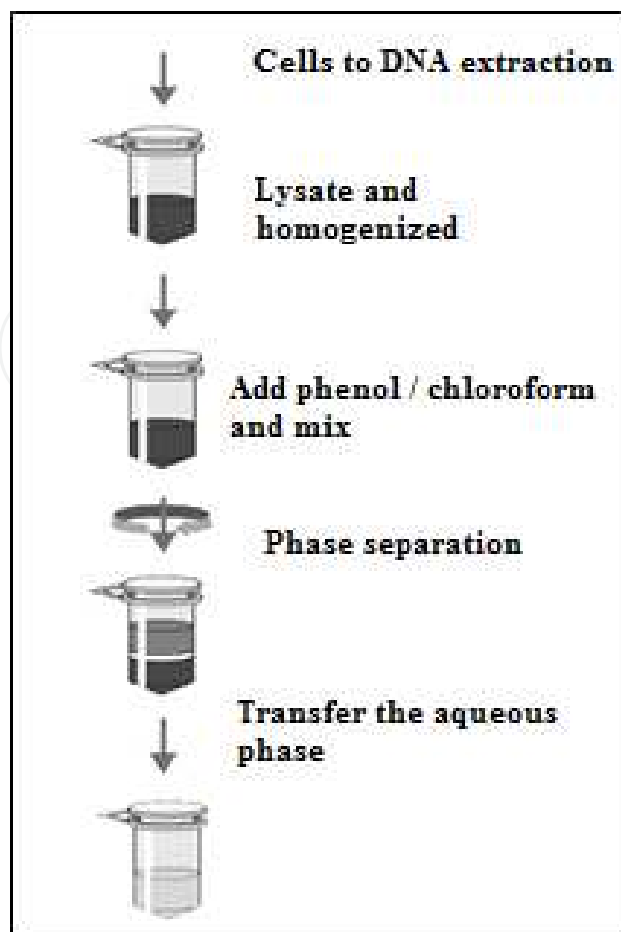 Cells to DNA extraction
Lysate and
homogenized
Add phenol / chloroform
and mix
Phase separation
Transfer the aqueous
phase